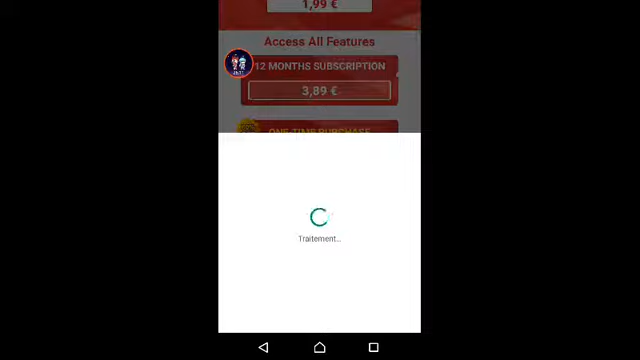 1,99 €
Access All Features
12 MONTHS SUBSCRIPTION
3,89 €
ONE-TIME PURCHASE
Traitement...